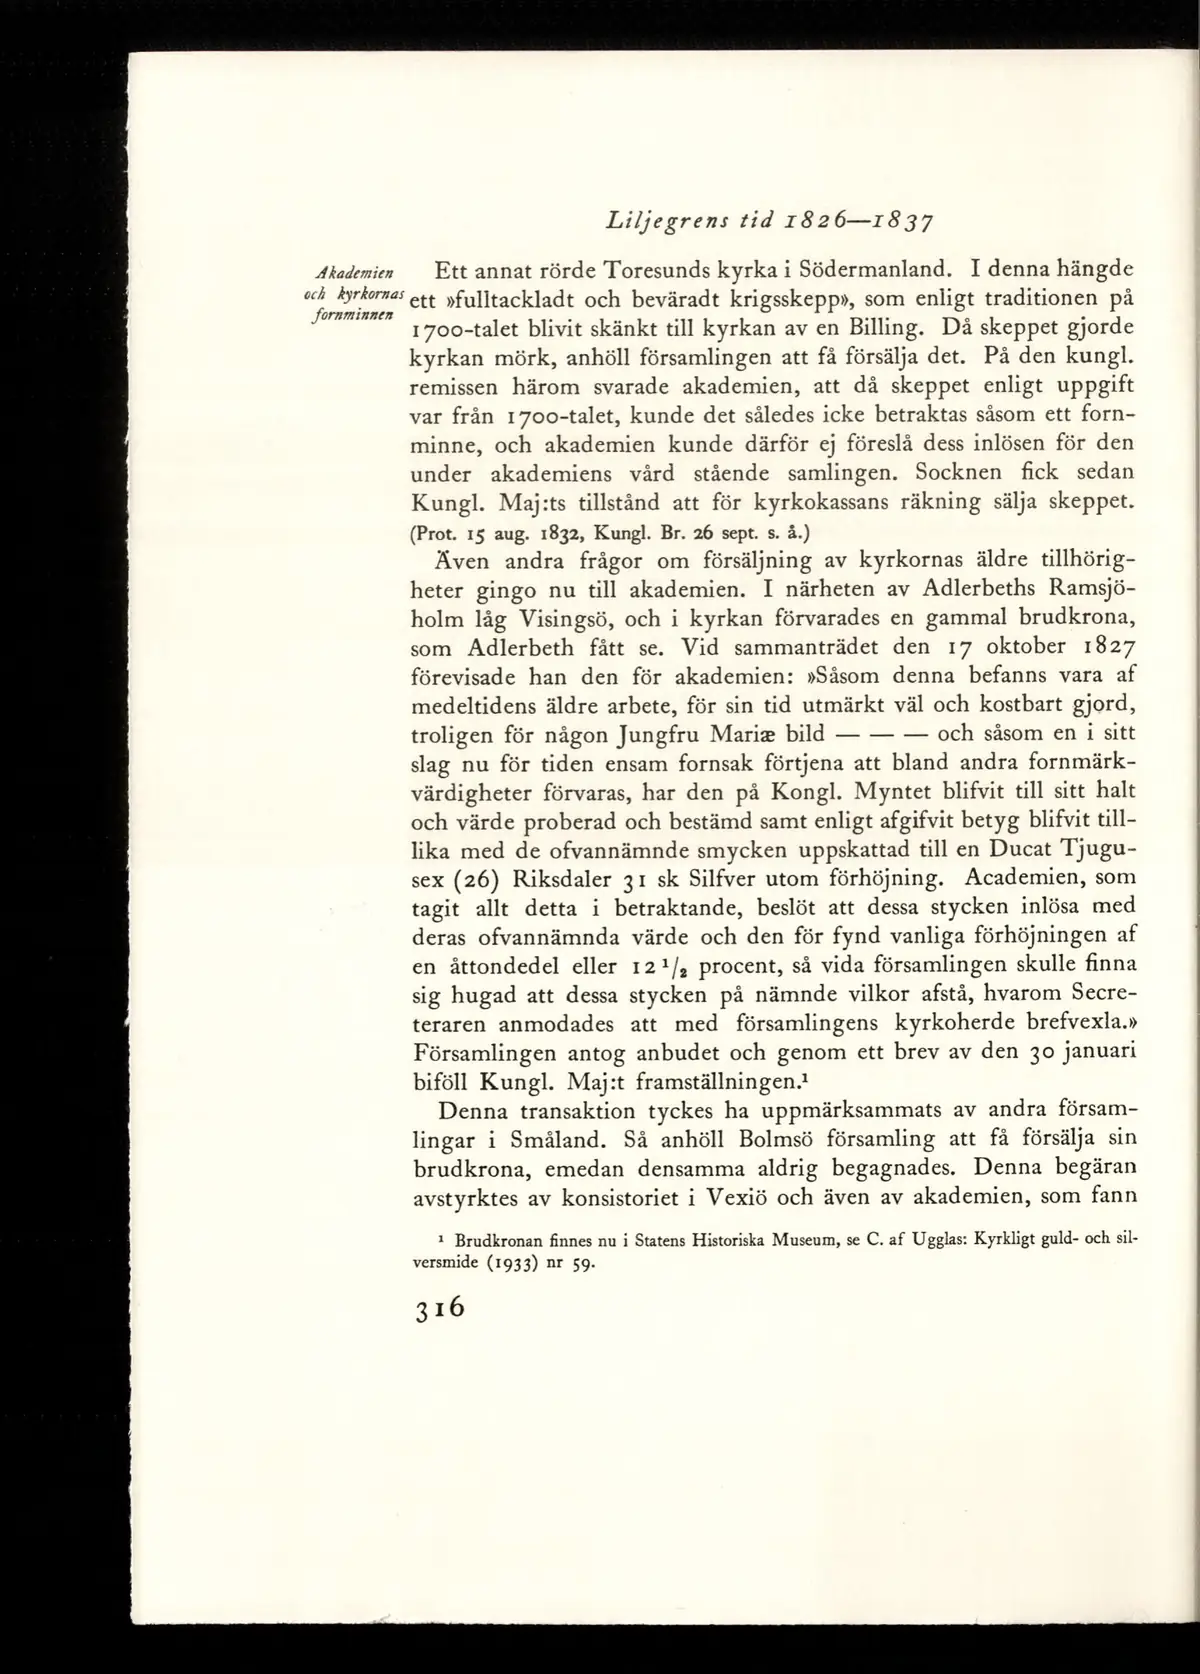 Liljegrens tid 1826—1837
Akademien
och kyrkornas
fornminnen
Ett annat rörde Toresunds kyrka i Södermanland. I denna hängde
ett »fulltackladt och beväradt krigsskepp», som enligt traditionen på
1700-talet blivit skänkt till kyrkan av en Billing. Då skeppet gjorde
kyrkan mörk, anhöll församlingen att få försälja det. På den kungl.
remissen härom svarade akademien, att då skeppet enligt uppgift
var från 1700-talet, kunde det således icke betraktas såsom ett forn-
minne, och akademien kunde därför ej föreslå dess inlösen för den
under akademiens vård stående samlingen. Socknen fick sedan
Kungl. Maj:ts tillstånd att för kyrkokassans räkning sälja skeppet.
(Prot. 15 aug. 1832, Kungl. Br. 26 sept. s. å.)
Även andra frågor om försäljning av kyrkornas äldre tillhörig-
heter gingo nu till akademien. I närheten av Adlerbeths Ramsjö-
holm låg Visingsö, och i kyrkan förvarades en gammal brudkrona,
som Adlerbeth fått se. Vid sammanträdet den 17 oktober 1827
förevisade han den för akademien: »Såsom denna befanns vara af
medeltidens äldre arbete, för sin tid utmärkt väl och kostbart gjord,
troligen för någon Jungfru Mariæ bild — — — och såsom en i sitt
slag nu för tiden ensam fornsak förtjena att bland andra fornmärk-
värdigheter förvaras, har den på Kongl. Myntet blifvit till sitt halt
och värde proberad och bestämd samt enligt afgifvit betyg blifvit till-
lika med de ofvannämnde smycken uppskattad till en Ducat Tjugu-
sex (26) Riksdaler 31 sk Silfver utom förhöjning. Academien, som
tagit allt detta i betraktande, beslöt att dessa stycken inlösa med
deras ofvannämnda värde och den för fynd vanliga förhöjningen af
en åttondedel eller 12 1/2 procent, så vida församlingen skulle finna
sig hugad att dessa stycken på nämnde vilkor afstå, hvarom Secre-
teraren anmodades att med församlingens kyrkoherde brefvexla.»
Församlingen antog anbudet och genom ett brev av den 30 januari
biföll Kungl. Maj:t framställningen.¹
Denna transaktion tyckes ha uppmärksammats av andra försam-
lingar i Småland. Så anhöll Bolmsö församling att få försälja sin
brudkrona, emedan densamma aldrig begagnades. Denna begäran
avstyrktes av konsistoriet i Vexiö och även av akademien, som fann
¹ Brudkronan finnes nu i Statens Historiska Museum, se C. af Ugglas: Kyrkligt guld- och sil-
versmide (1933) nr 59.
316